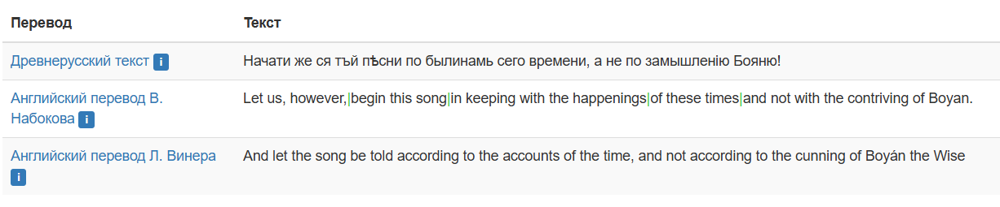 Перевод Текст
Древнерусский текст i Начати же ся тъй пѣсни по былинамь сего времени, а не по замышленію Бояню!
Английский перевод В. Let us, however,|begin this song|in keeping with the happenings|of these times|and not with the contriving of Boyan.
Набокова i
Английский перевод Л. Винера And let the song be told according to the accounts of the time, and not according to the cunning of Boyán the Wise
i